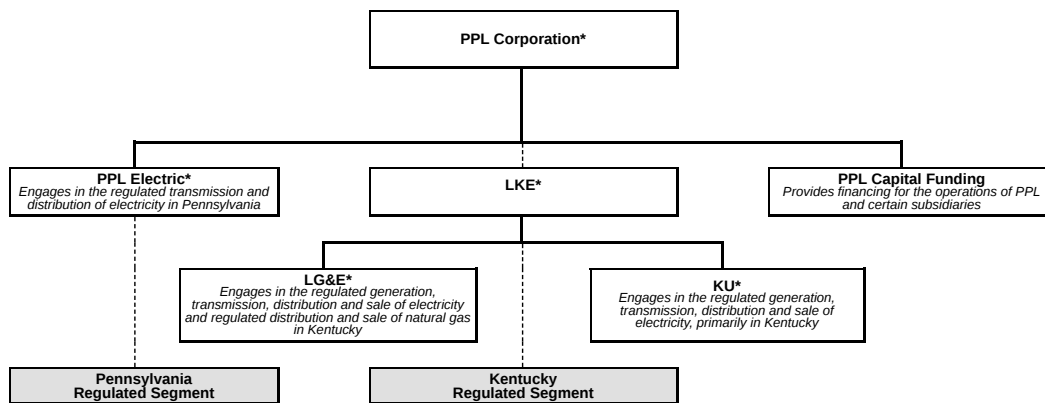 PPL Corporation*
PPL Electric*
Engages in the regulated transmission and
distribution of electricity in Pennsylvania
LKE*
PPL Capital Funding
Provides financing for the operations of PPL
and certain subsidiaries
LG&E*
Engages in the regulated generation,
transmission, distribution and sale of electricity
and regulated distribution and sale of natural gas
in Kentucky
KU*
Engages in the regulated generation,
transmission, distribution and sale of
electricity, primarily in Kentucky
Pennsylvania
Regulated Segment
Kentucky
Regulated Segment